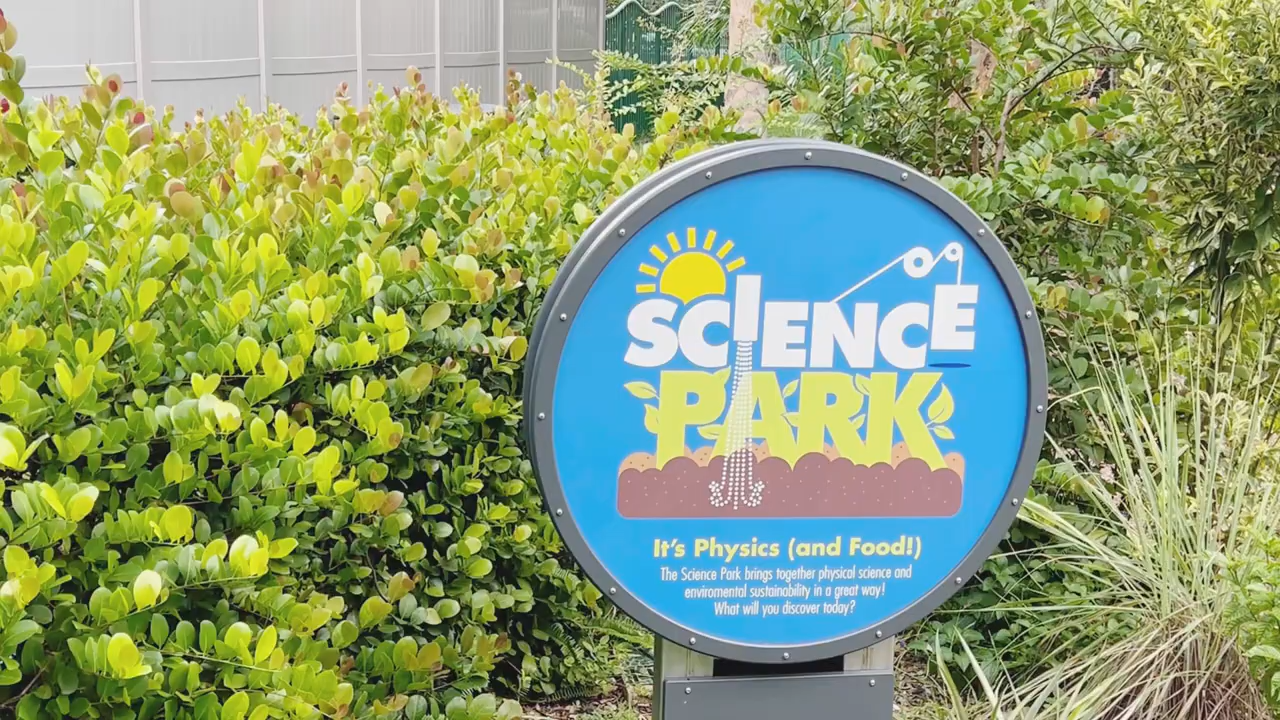 SCIENCE
PARK
It's Physics (and Food!)
The Science Park brings together physical science and
enviromental sustainability in a great way!
What will you discover today?